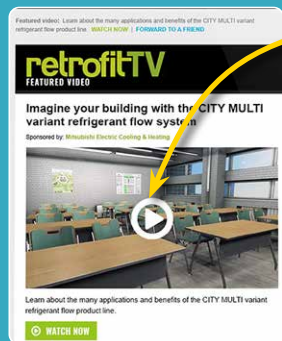 Featured video: Learn about the many applications and benefits of the CITY MULTI variant
refrigerant flow product line. WATCH NOW | FORWARD TO A FRIEND
retrofitTV
FEATURED VIDEO
Imagine your building with the CITY MULTI
variant refrigerant flow system
Sponsored by: Mitsubishi Electric Cooling & Heating
Learn about the many applications and benefits of the CITY MULTI variant
refrigerant flow product line.
WATCH NOW